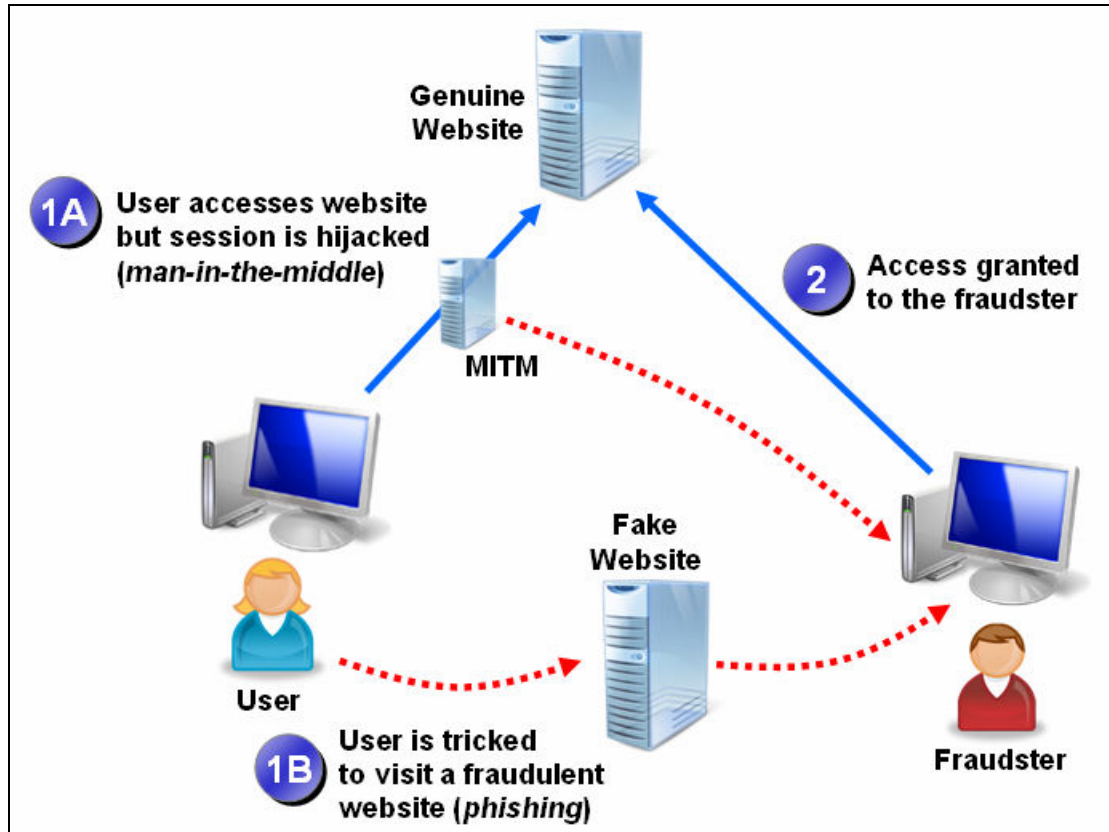 Genuine
Website
1A
User accesses website
but session is hijacked
(man-in-the-middle)
2
Access granted
to the fraudster
MITM
Fake
Website
User
1B
User is tricked
to visit a fraudulent
website (phishing)
Fraudster